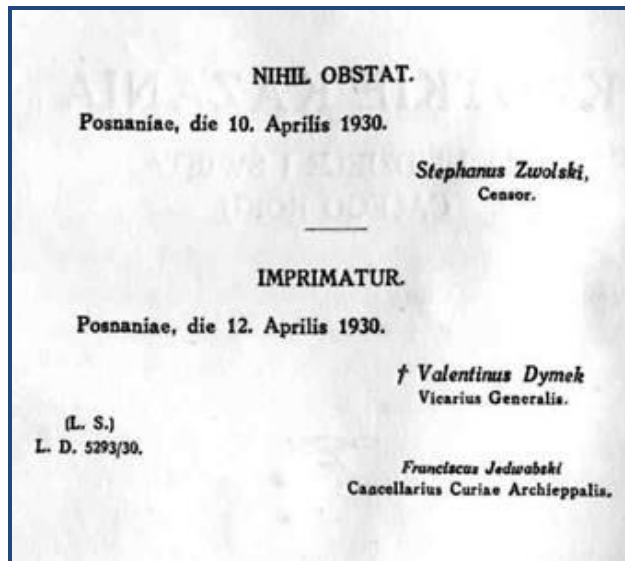 NIHIL OBSTAT.
Posnaniae, die 10. Aprilis 1930.
Stephanus Zwolski,
Censor.
IMPRIMATUR.
Posnaniae, die 12. Aprilis 1930.
† Valentinus Dymek
Vicarius Generalis.
(L. S.)
L. D. 5293/30.
Franciscus Jedwabski
Cancellarius Curiae Archieppalis.